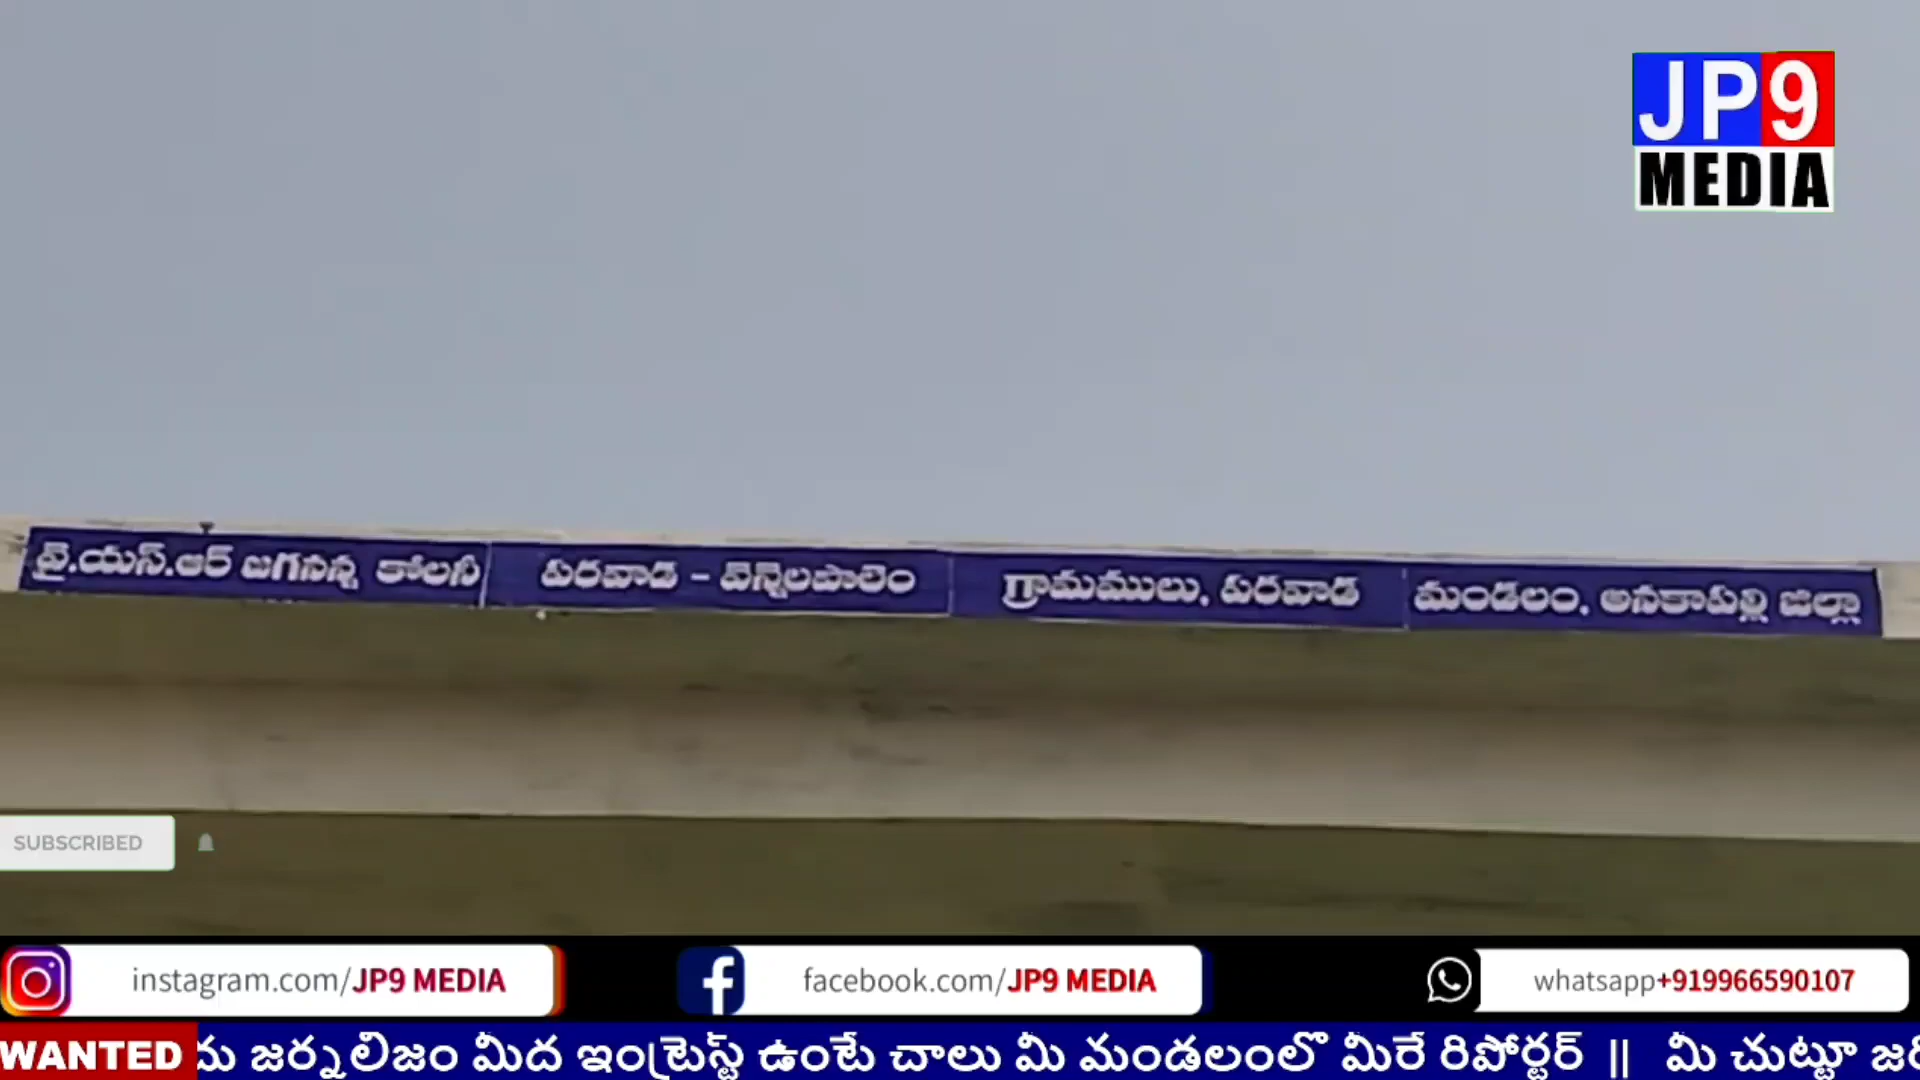 JP9
MEDIA
వై.యస్.ఆర్ జగనన్న కోలనీ పరవాడ - వెన్నెలపాలెం గ్రామములు, పరవాడ మండలం, అనకాపల్లి జిల్లా
SUBSCRIBED
instagram.com/JP9 MEDIA facebook.com/JP9 MEDIA whatsapp+919966590107
WANTED జర్నలిజం మీద ఇంట్రెస్ట్ ఉంటే చాలు మీ మండలంలో మీరే రిపోర్టర్ || మీ చుట్టూ